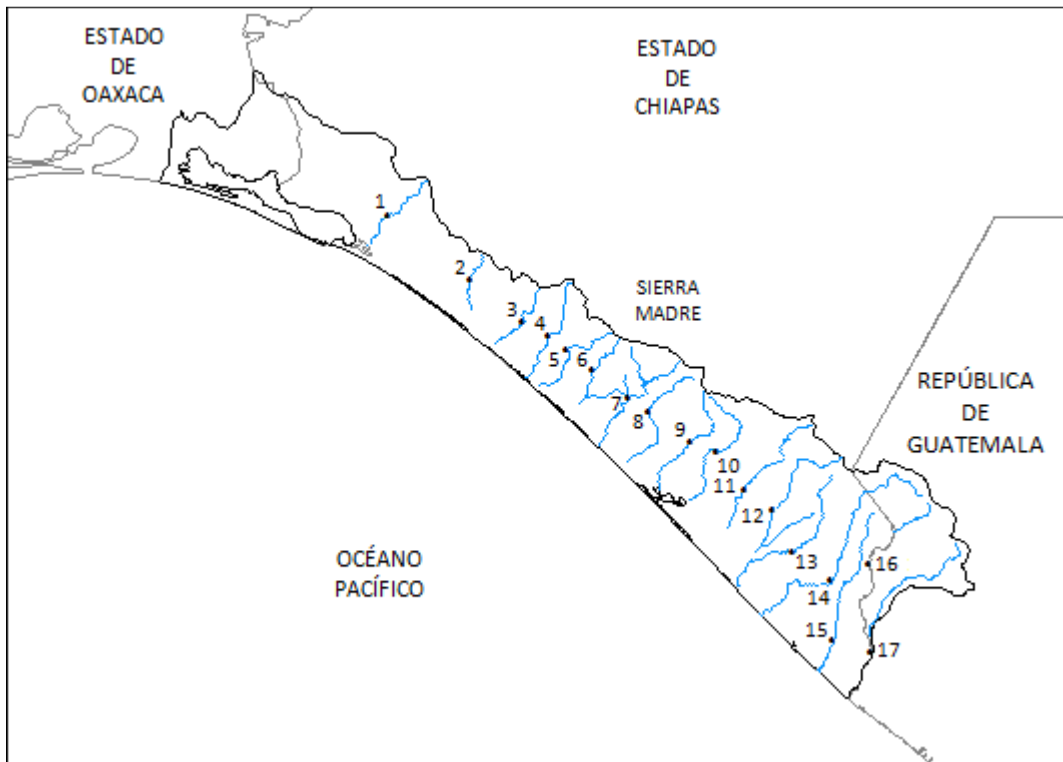 ESTADO
DE
OAXACA
ESTADO
DE
CHIAPAS
1
2
SIERRA
MADRE
3
4
5
6
REPÚBLICA
DE
GUATEMALA
7
8
9
10
11
12
OCÉANO
PACÍFICO
13
16
14
15
17